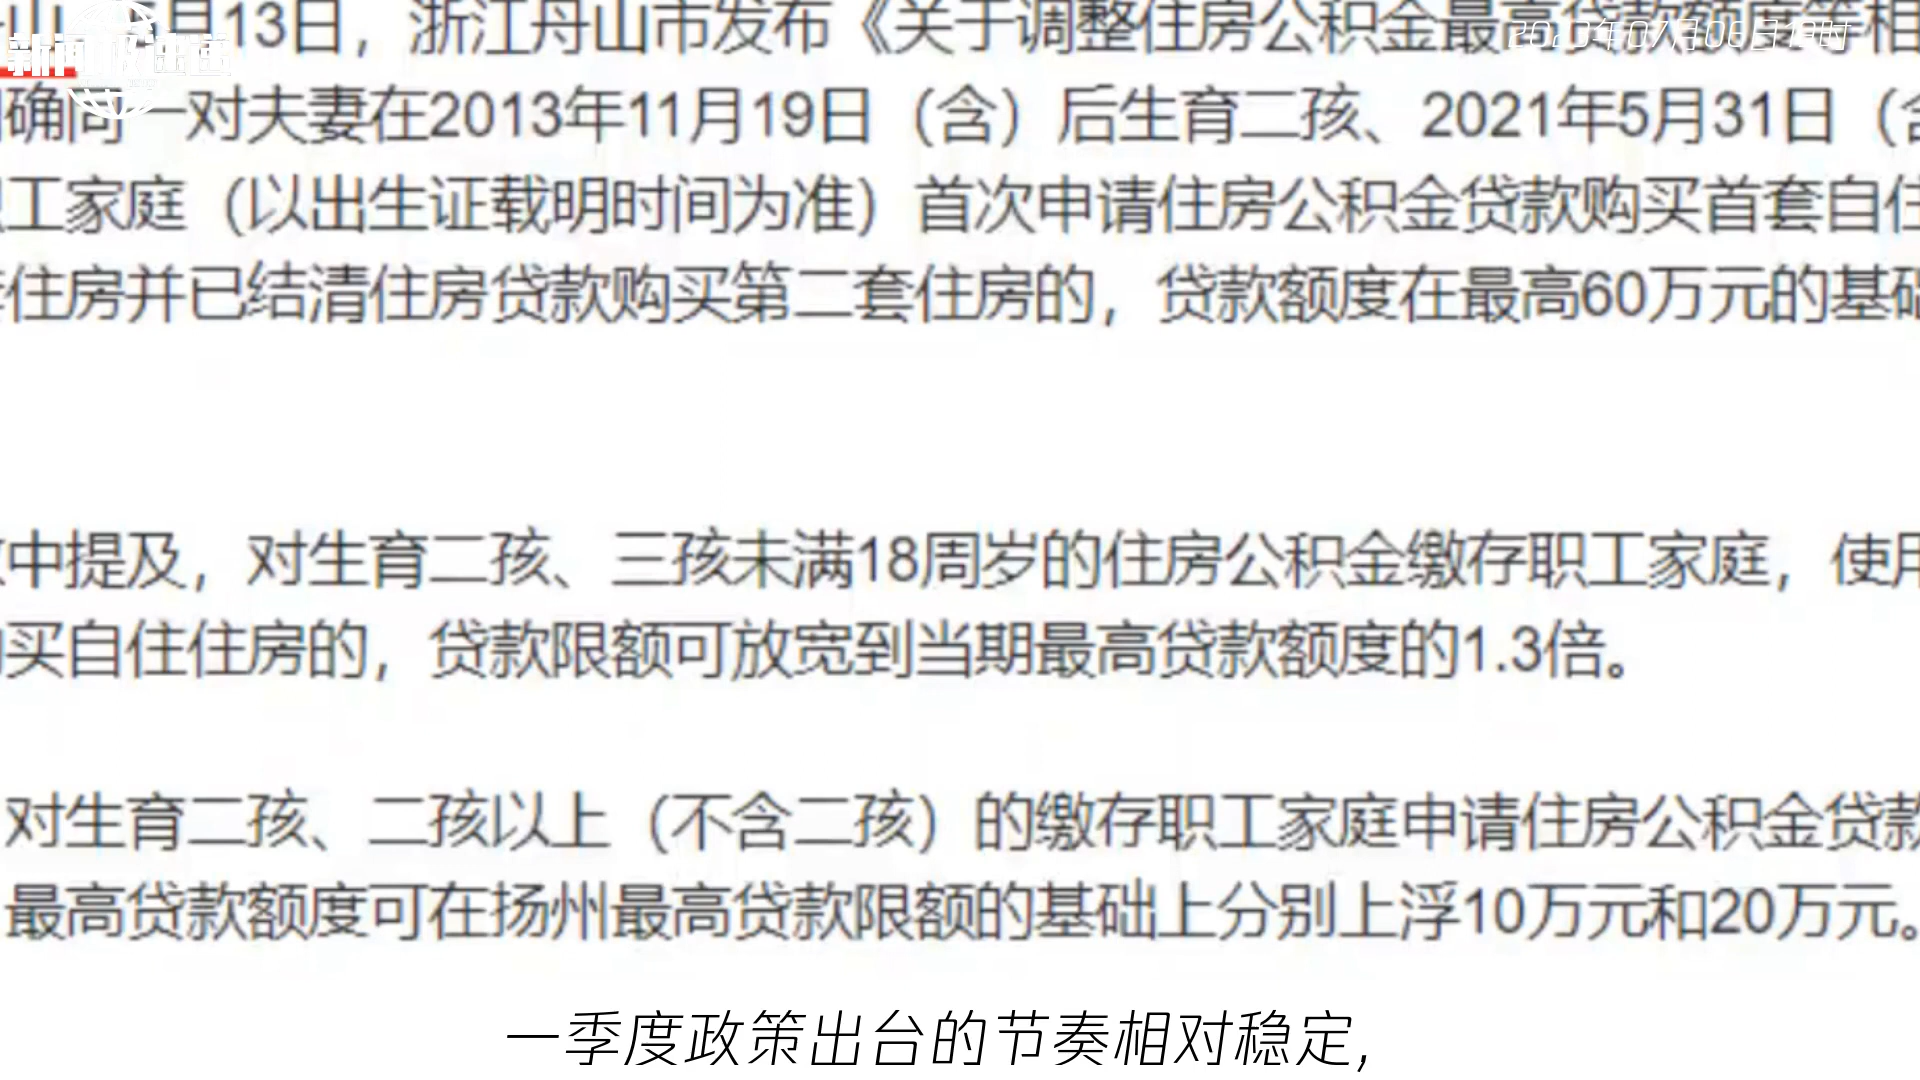 月13日，浙江舟山市发布《关于调整住房公积金最高贷款额度等相
确同一对夫妻在2013年11月19日（含）后生育二孩、2021年5月31日（含
工家庭（以出生证载明时间为准）首次申请住房公积金贷款购买首套自住
住房并已结清住房贷款购买第二套住房的，贷款额度在最高60万元的基础
中提及，对生育二孩、三孩未满18周岁的住房公积金缴存职工家庭，使用
买自住住房的，贷款限额可放宽到当期最高贷款额度的1.3倍。
对生育二孩、二孩以上（不含二孩）的缴存职工家庭申请住房公积金贷款
最高贷款额度可在扬州最高贷款限额的基础上分别上浮10万元和20万元。
一季度政策出台的节奏相对稳定，